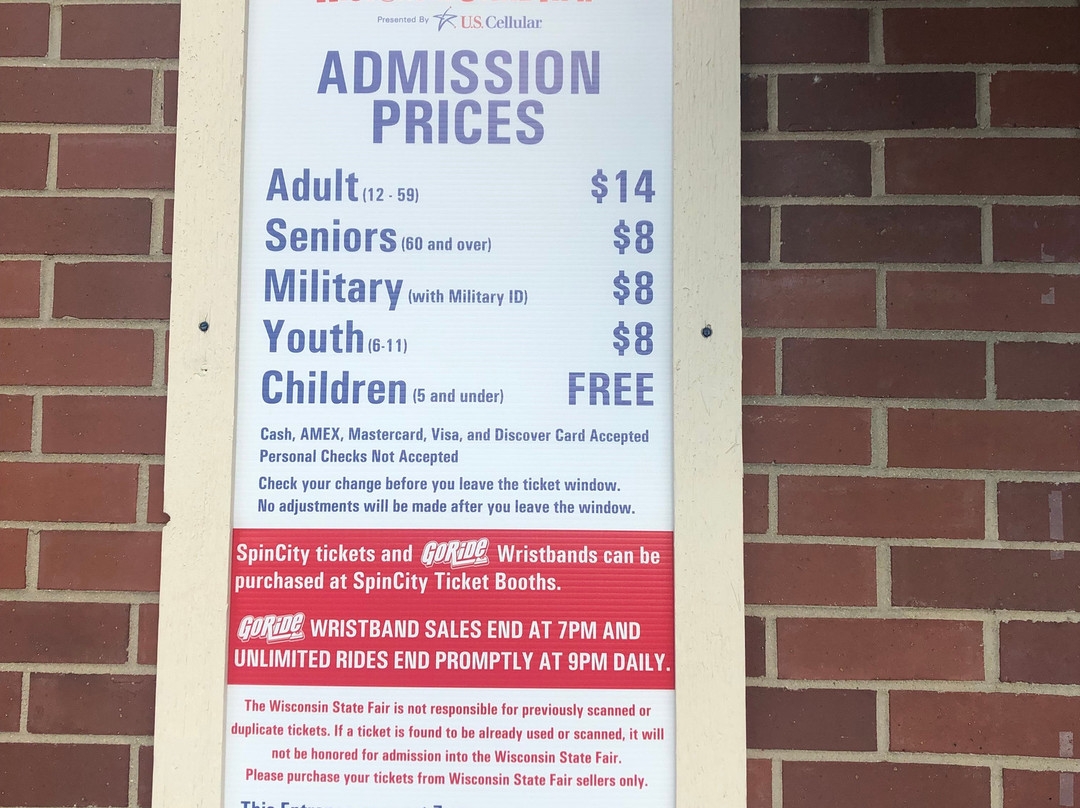 Presented By U.S. Cellular
ADMISSION
PRICES
Adult (12 - 59) $14
Seniors (60 and over) $8
Military (with Military ID) $8
Youth (6-11) $8
Children (5 and under) FREE
Cash, AMEX, Mastercard, Visa, and Discover Card Accepted
Personal Checks Not Accepted
Check your change before you leave the ticket window.
No adjustments will be made after you leave the window.
SpinCity tickets and GORIDE Wristbands can be
purchased at SpinCity Ticket Booths.
GORIDE WRISTBAND SALES END AT 7PM AND
UNLIMITED RIDES END PROMPTLY AT 9PM DAILY.
The Wisconsin State Fair is not responsible for previously scanned or
duplicate tickets. If a ticket is found to be already used or scanned, it will
not be honored for admission into the Wisconsin State Fair.
Please purchase your tickets from Wisconsin State Fair sellers only.
This